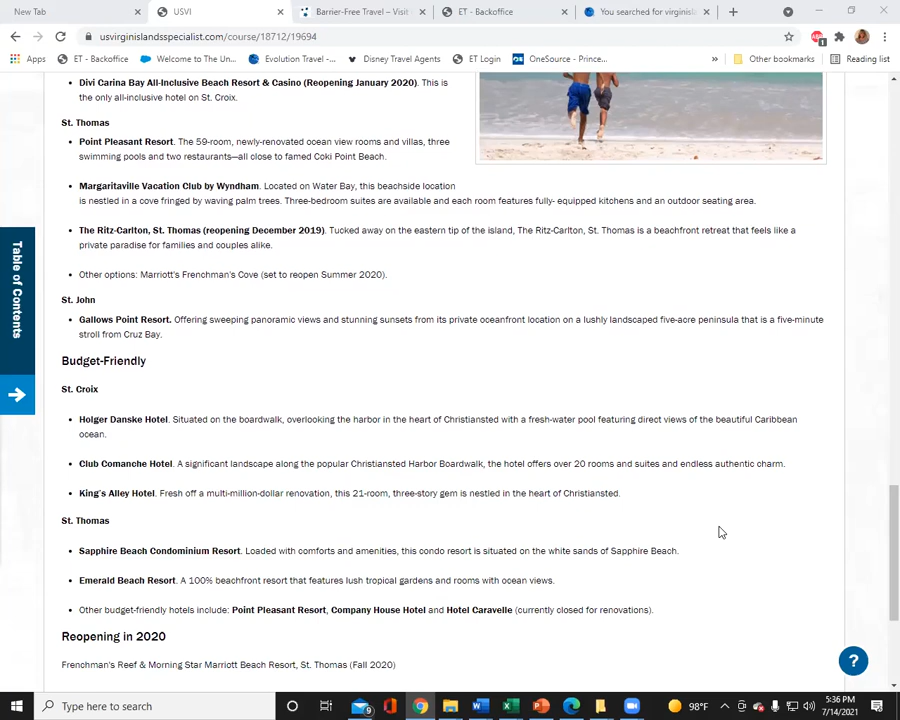 New Tab
USVI
Barrier-Free Travel – Visit
ET - Backoffice
You searched for virginisl
usvirginislandsspecialist.com/course/18712/19694
Apps
Welcome to The Un...
Evolution Travel -...
Disney Travel Agents
ET Login
OneSource - Prince...
»
Other bookmarks
Reading list
Divi Carina Bay All-Inclusive Beach Resort & Casino (Reopening January 2020). This is
the only all-inclusive hotel on St. Croix.
St. Thomas
Point Pleasant Resort. The 59-room, newly-renovated ocean view rooms and villas, three
swimming pools and two restaurants—all close to famed Coki Point Beach.
Margaritaville Vacation Club by Wyndham. Located on Water Bay, this beachside location
is nestled in a cove fringed by waving palm trees. Three-bedroom suites are available and each room features fully- equipped kitchens and an outdoor seating area.
The Ritz-Carlton, St. Thomas (reopening December 2019). Tucked away on the eastern tip of the island, The Ritz-Carlton, St. Thomas is a beachfront retreat that feels like a
private paradise for families and couples alike.
Other options: Marriott's Frenchman's Cove (set to reopen Summer 2020).
St. John
Gallows Point Resort. Offering sweeping panoramic views and stunning sunsets from its private oceanfront location on a lushly landscaped five-acre peninsula that is a five-minute
stroll from Cruz Bay.
Budget-Friendly
St. Croix
Holger Danske Hotel. Situated on the boardwalk, overlooking the harbor in the heart of Christiansted with a fresh-water pool featuring direct views of the beautiful Caribbean
ocean.
Club Comanche Hotel. A significant landscape along the popular Christiansted Harbor Boardwalk, the hotel offers over 20 rooms and suites and endless authentic charm.
King's Alley Hotel. Fresh off a multi-million-dollar renovation, this 21-room, three-story gem is nestled in the heart of Christiansted.
St. Thomas
Sapphire Beach Condominium Resort. Loaded with comforts and amenities, this condo resort is situated on the white sands of Sapphire Beach.
Emerald Beach Resort. A 100% beachfront resort that features lush tropical gardens and rooms with ocean views.
Other budget-friendly hotels include: Point Pleasant Resort, Company House Hotel and Hotel Caravelle (currently closed for renovations).
Reopening in 2020
Frenchman's Reef & Morning Star Marriott Beach Resort, St. Thomas (Fall 2020)
Table of Contents
?
Type here to search
9
98°F
5:36 PM
7/14/2021